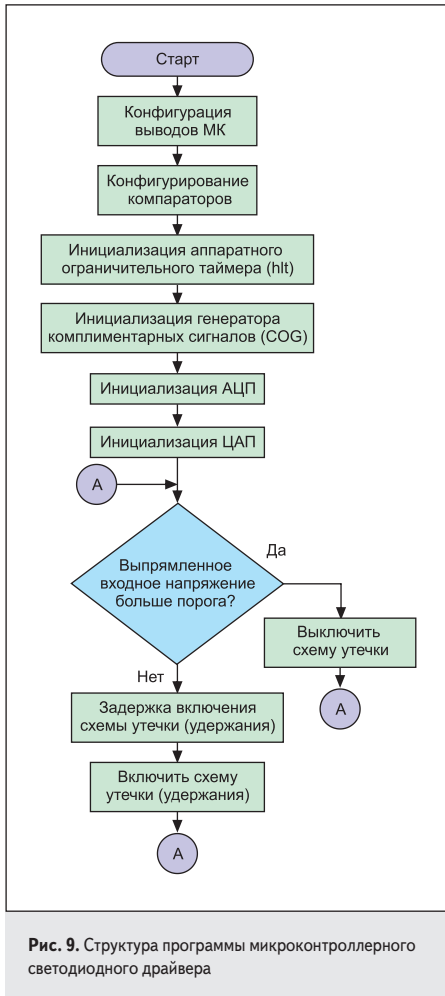 Старт
Конфигурация
выводов МК
Конфигурирование
компараторов
Инициализация аппаратного
ограничительного таймера (hlt)
Инициализация генератора
комплиментарных сигналов (COG)
Инициализация АЦП
Инициализация ЦАП
А
Выпрямленное
входное напряжение
больше порога?
Да
Выключить
схему утечки
А
Нет
Задержка включения
схемы утечки (удержания)
Включить схему
утечки (удержания)
А
Рис. 9. Структура программы микроконтроллерного
светодиодного драйвера